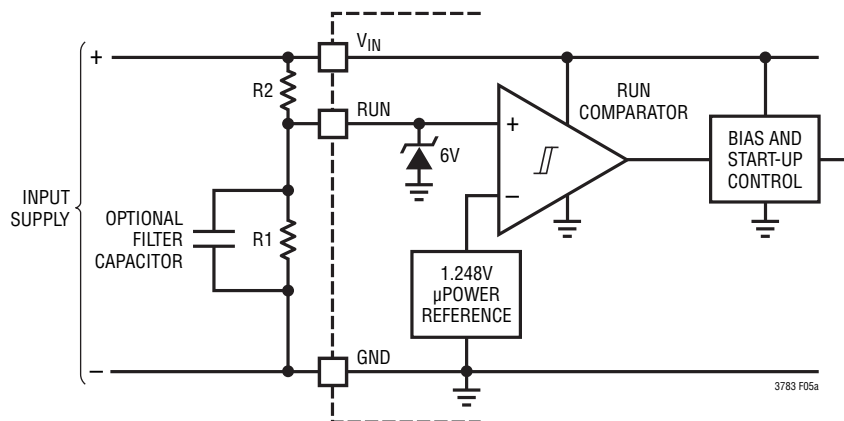 +
V_IN
R2
RUN
RUN
COMPARATOR
+
6V
−
BIAS AND
START-UP
CONTROL
INPUT
SUPPLY
OPTIONAL
FILTER
CAPACITOR
R1
1.248V
µPOWER
REFERENCE
GND
−
3783 F05a